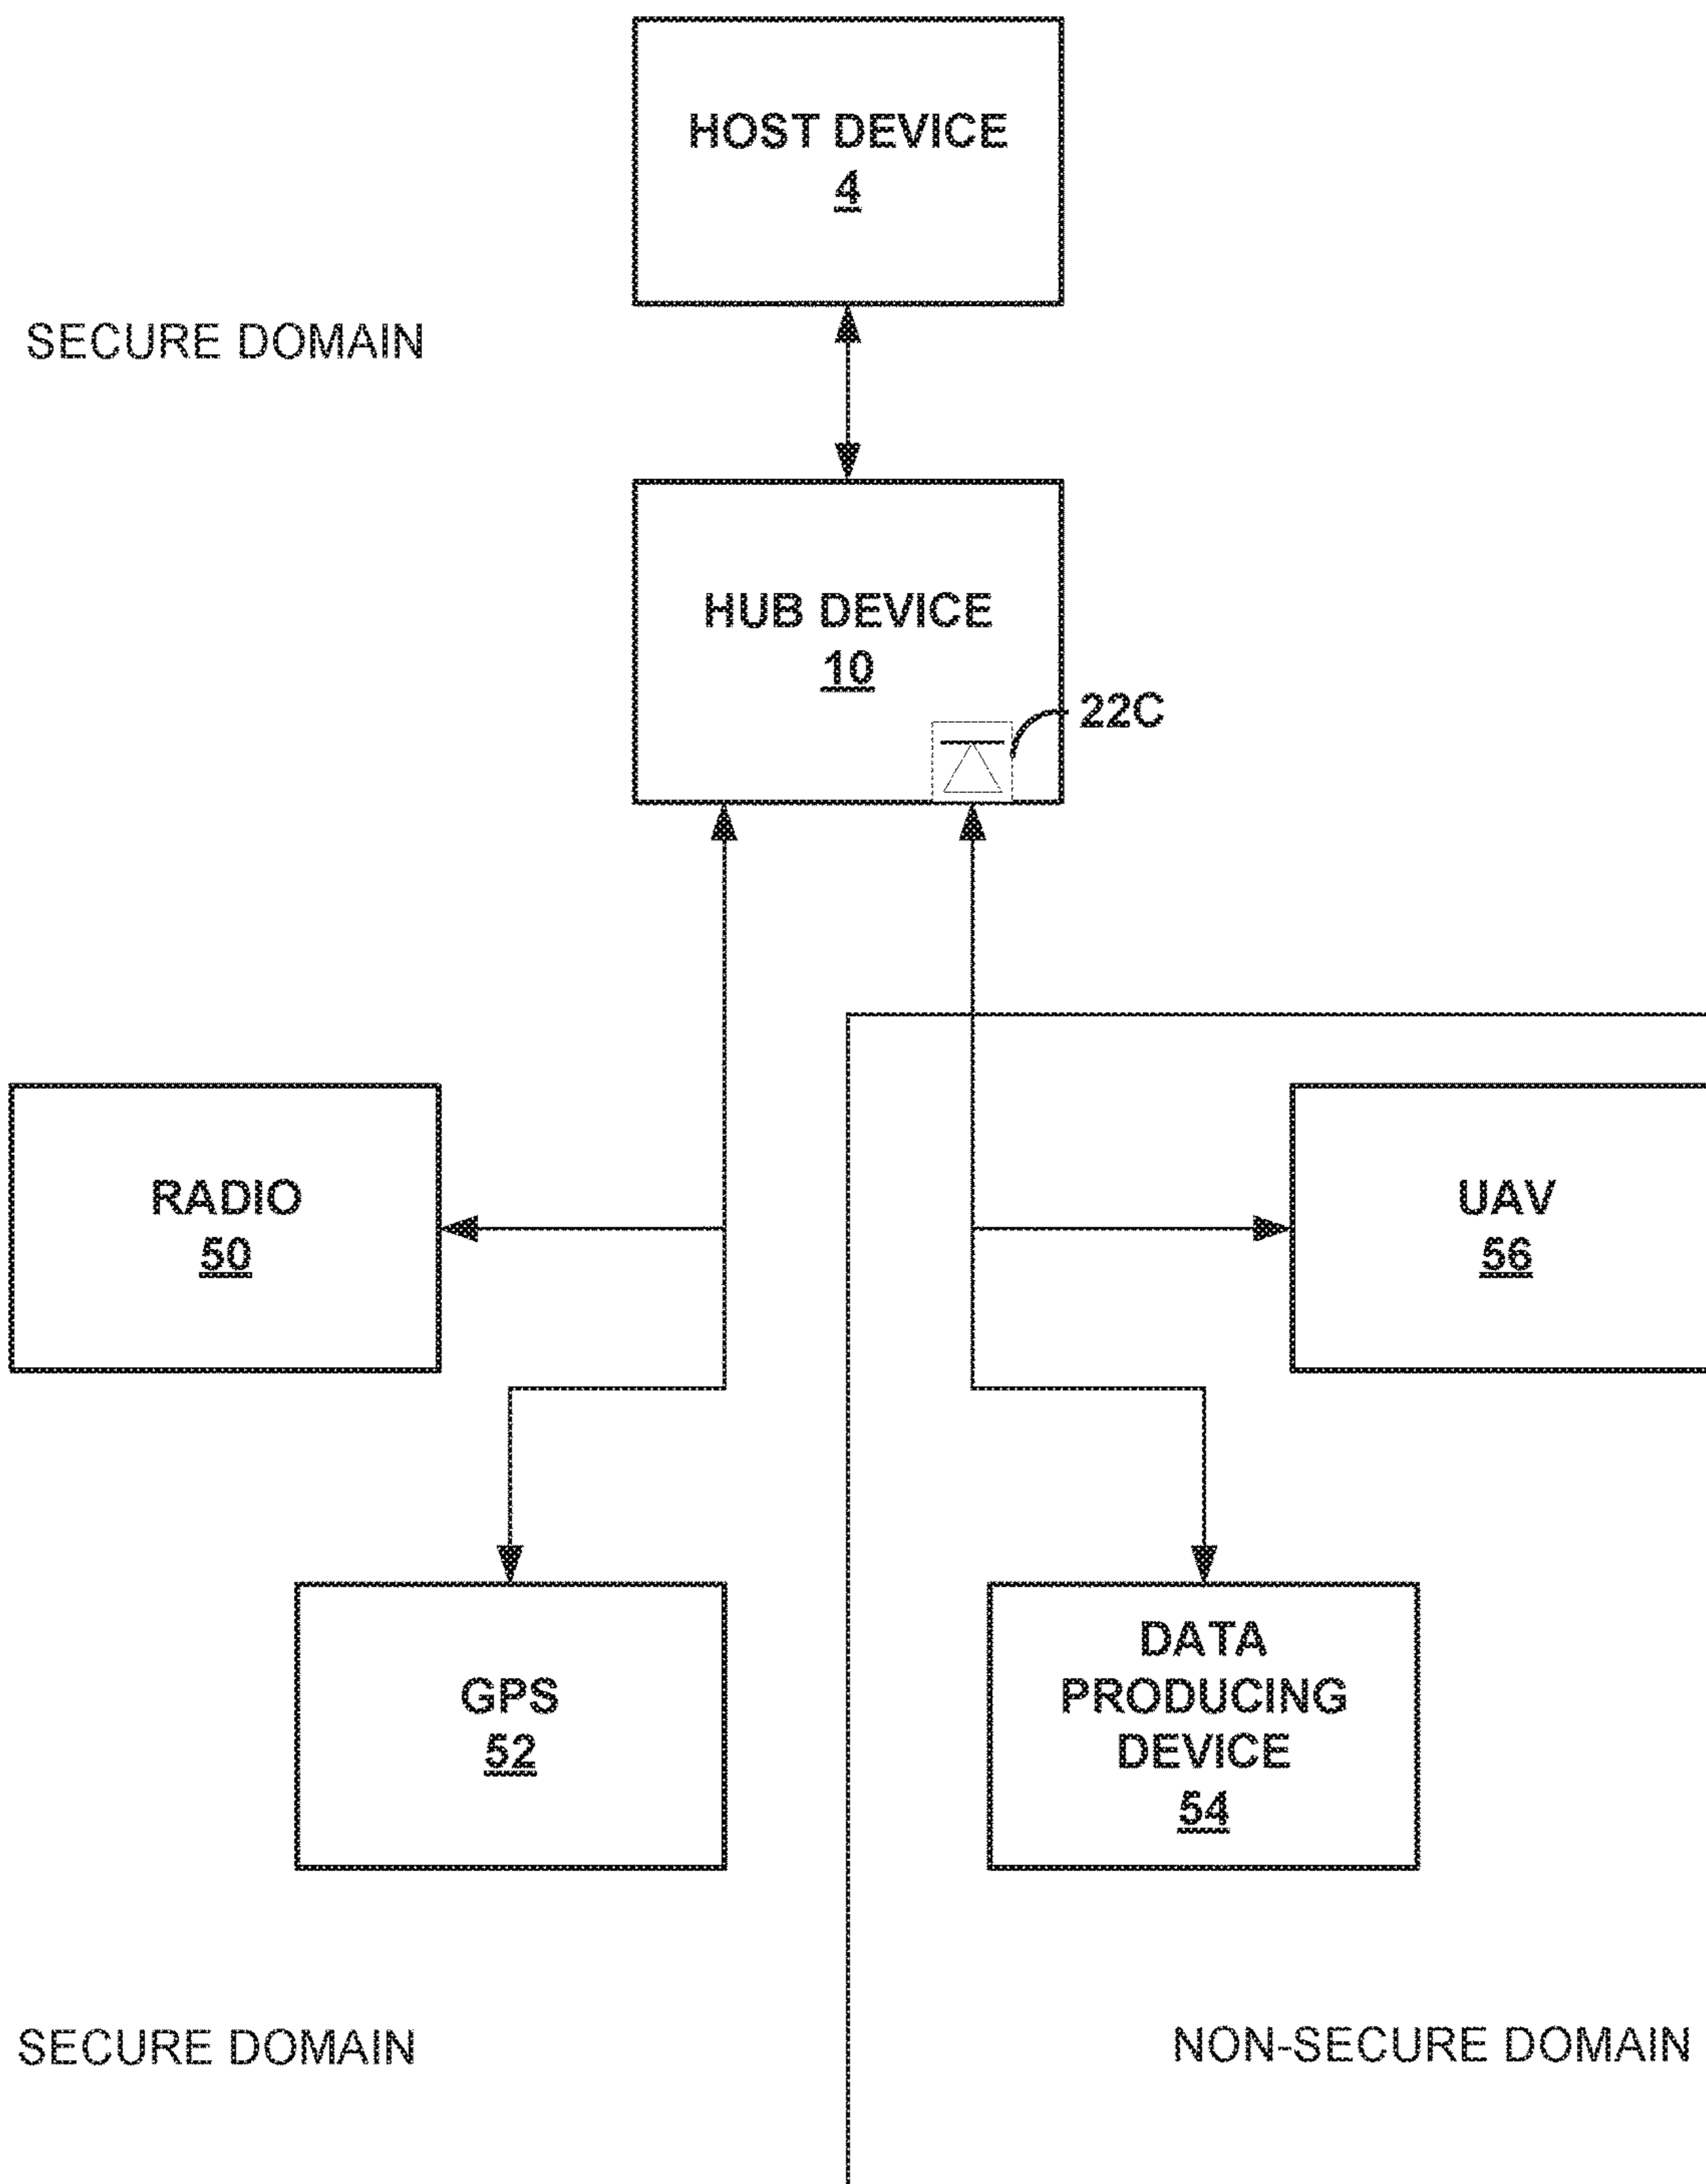 HOST DEVICE
4
SECURE DOMAIN
HUB DEVICE
10
22C
RADIO
50
UAV
56
GPS
52
DATA
PRODUCING
DEVICE
54
SECURE DOMAIN
NON-SECURE DOMAIN